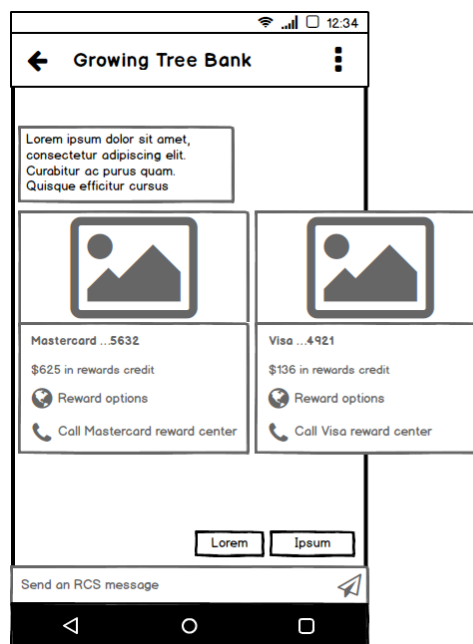 12:34
Growing Tree Bank
Lorem ipsum dolor sit amet,
consectetur adipiscing elit.
Curabitur ac purus quam.
Quisque efficitur cursus
Mastercard ...5632
$625 in rewards credit
Reward options
Call Mastercard reward center
Visa ...4921
$136 in rewards credit
Reward options
Call Visa reward center
Lorem
Ipsum
Send an RCS message